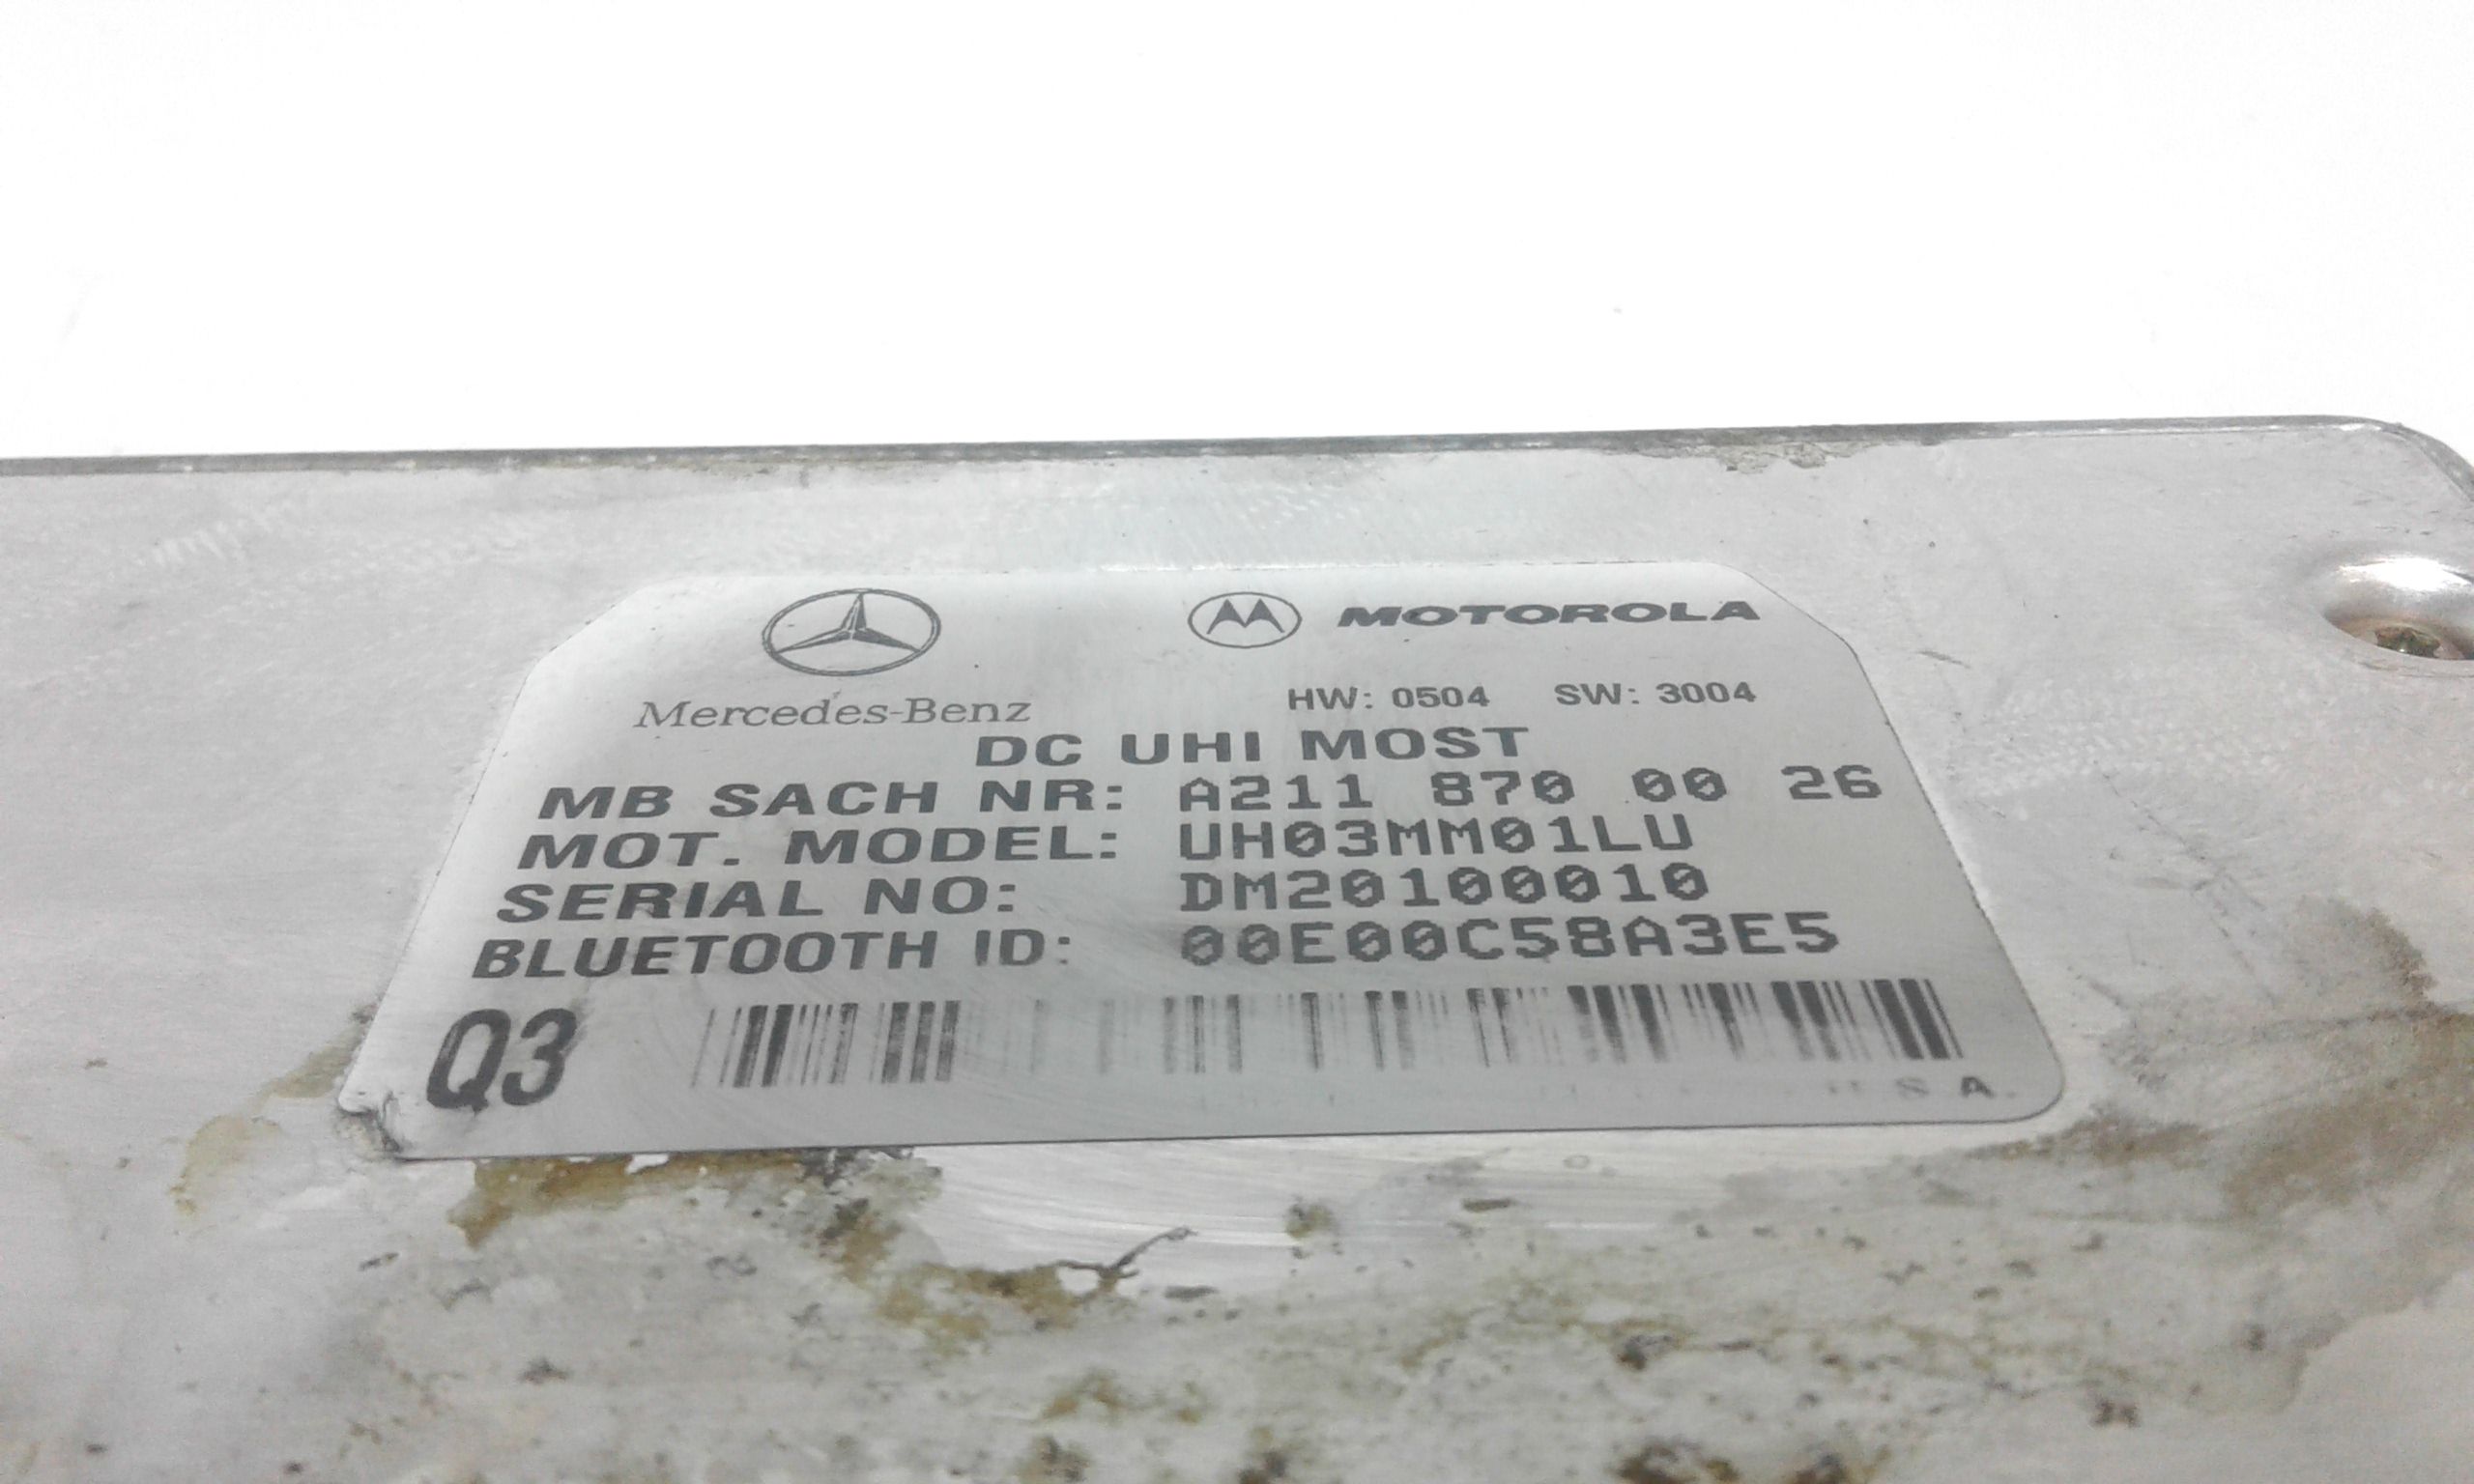 MOTOROLA
Mercedes-Benz
HW: 0504 SW: 3004
DC UHI MOST
MB SACH NR: A211 870 00 26
MOT. MODEL: UH03MM01LU
SERIAL NO: DM20100010
BLUETOOTH ID: 00E00C58A3E5
Q3